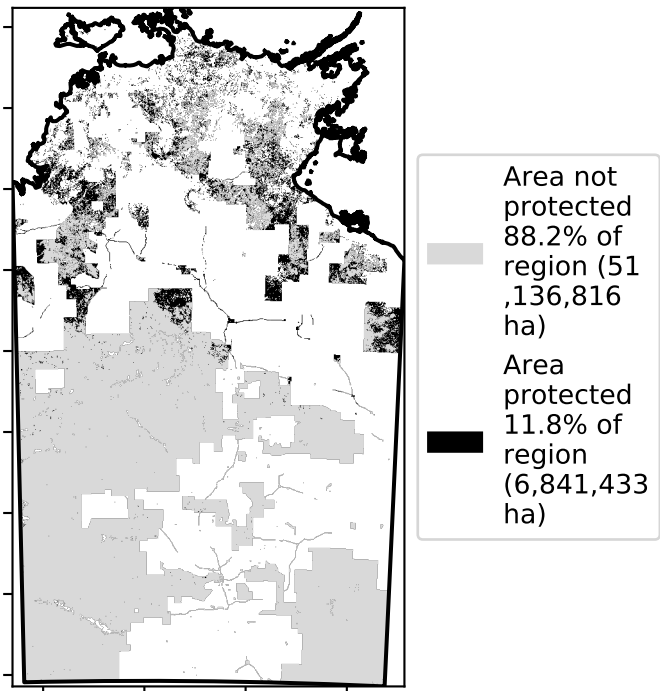 Area not
protected
88.2% of
region (51
,136,816
ha)
Area
protected
11.8% of
region
(6,841,433
ha)